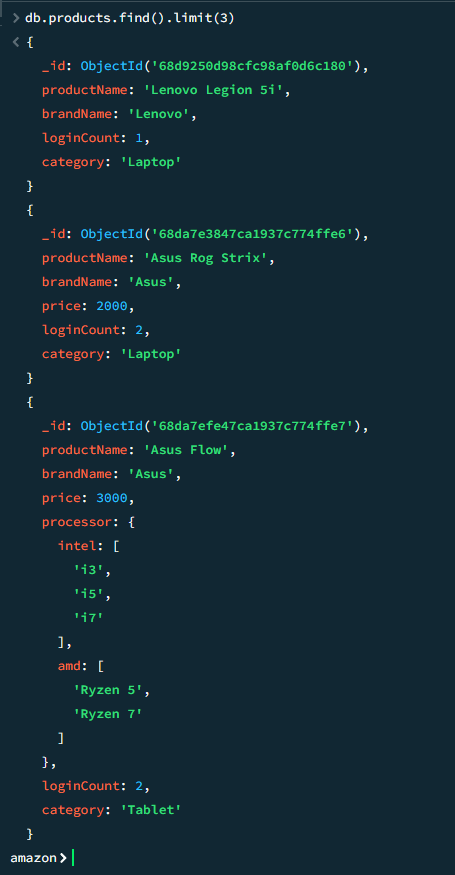 > db.products.find().limit(3)
< {
_id: ObjectId('68d9250d98cfc98af0d6c180'),
productName: 'Lenovo Legion 5i',
brandName: 'Lenovo',
loginCount: 1,
category: 'Laptop'
}
{
_id: ObjectId('68da7e3847ca1937c774ffe6'),
productName: 'Asus Rog Strix',
brandName: 'Asus',
price: 2000,
loginCount: 2,
category: 'Laptop'
}
{
_id: ObjectId('68da7efe47ca1937c774ffe7'),
productName: 'Asus Flow',
brandName: 'Asus',
price: 3000,
processor: {
intel: [
'i3',
'i5',
'i7'
],
amd: [
'Ryzen 5',
'Ryzen 7'
]
},
loginCount: 2,
category: 'Tablet'
}
amazon>